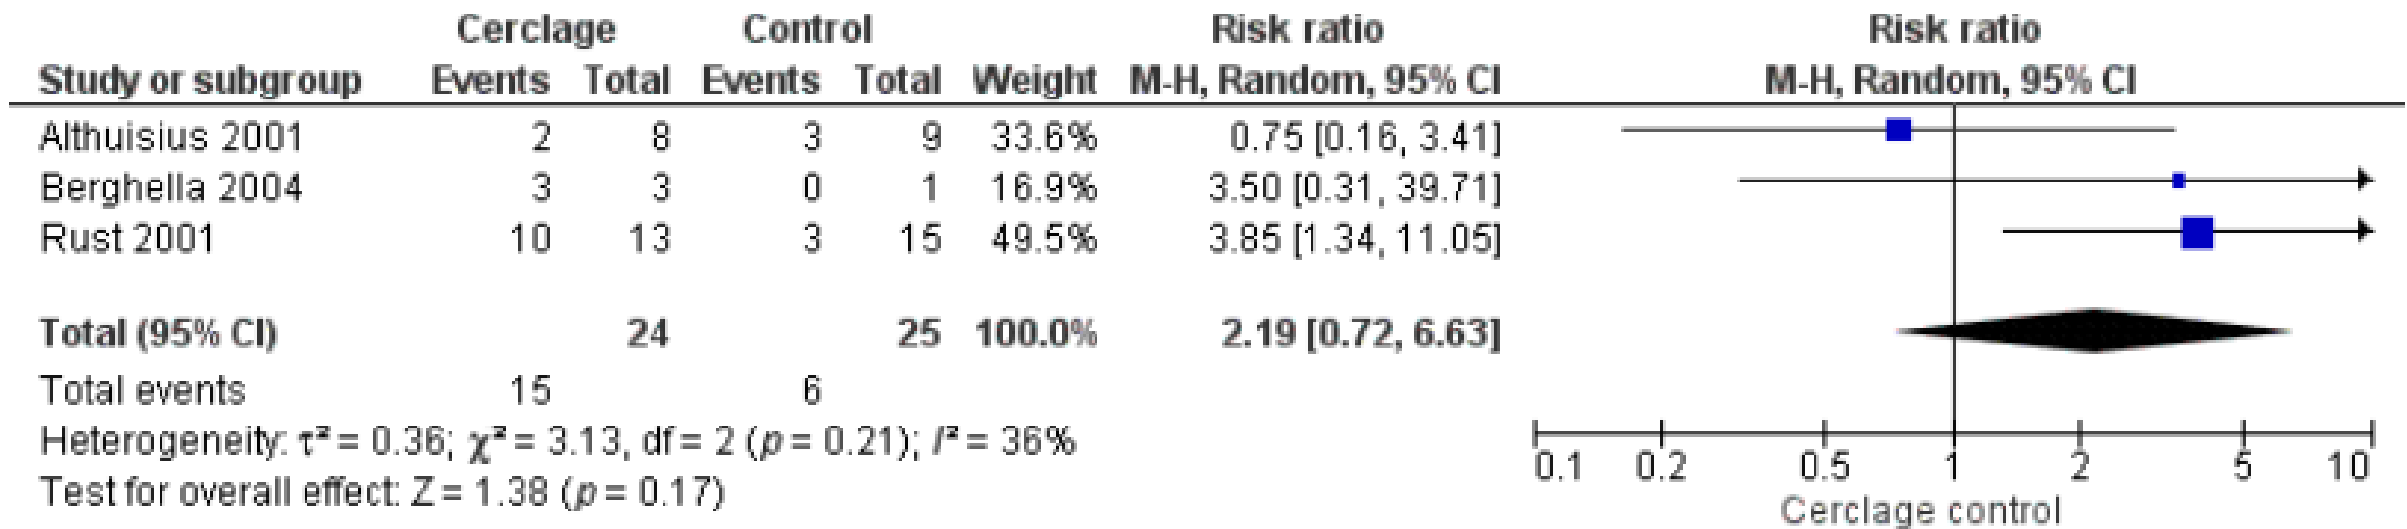 Cerclage Control Risk ratio Risk ratio
Study or subgroup Events Total Events Total Weight M-H, Random, 95% CI M-H, Random, 95% CI
Althuisius 2001 2 8 3 9 33.6% 0.75 [0.16, 3.41]
Berghella 2004 3 3 0 1 16.9% 3.50 [0.31, 39.71]
Rust 2001 10 13 3 15 49.5% 3.85 [1.34, 11.05]
Total (95% CI) 24 25 100.0% 2.19 [0.72, 6.63]
Total events 15 6
Heterogeneity: τ² = 0.36; χ² = 3.13, df = 2 (p = 0.21); I² = 36%
Test for overall effect: Z = 1.38 (p = 0.17)
0.1 0.2 0.5 1 2 5 10
Cerclage control